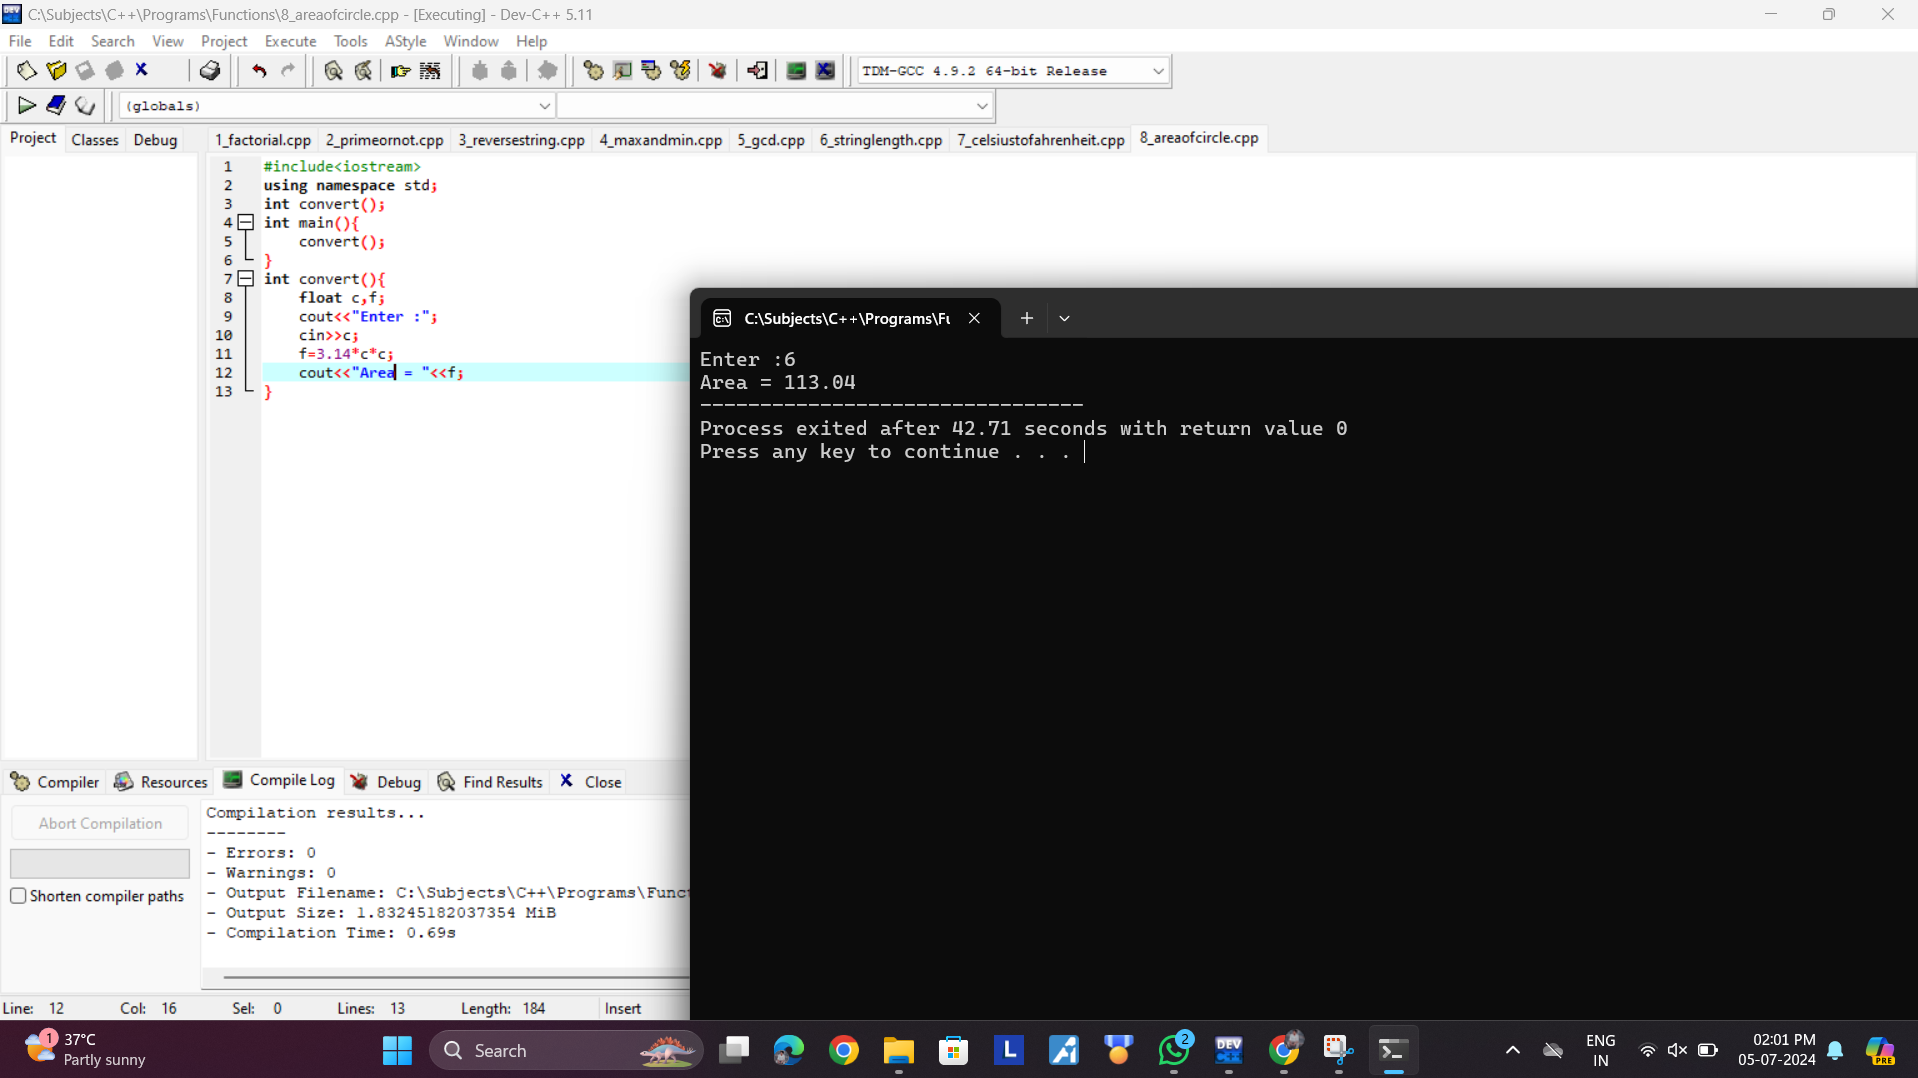 C:\Subjects\C++\Programs\Functions\8_areaofcircle.cpp - [Executing] - Dev-C++ 5.11
File Edit Search View Project Execute Tools AStyle Window Help
TDM-GCC 4.9.2 64-bit Release
(globals)
Project Classes Debug
1_factorial.cpp 2_primeornot.cpp 3_reversestring.cpp 4_maxandmin.cpp 5_gcd.cpp 6_stringlength.cpp 7_celsiustofahrenheit.cpp 8_areaofcircle.cpp
1 #include<iostream>
2 using namespace std;
3 int convert();
4 int main(){
5 convert();
6 }
7 int convert(){
8 float c,f;
9 cout<<"Enter :";
10 cin>>c;
11 f=3.14*c*c;
12 cout<<"Area = "<<f;
13 }
C:\Subjects\C++\Programs\Fu
Enter :6
Area = 113.04
--------------------------------
Process exited after 42.71 seconds with return value 0
Press any key to continue . . .
Compiler Resources Compile Log Debug Find Results Close
Abort Compilation
Shorten compiler paths
Compilation results...
--------
- Errors: 0
- Warnings: 0
- Output Filename: C:\Subjects\C++\Programs\Funct
- Output Size: 1.83245182037354 MiB
- Compilation Time: 0.69s
Line: 12 Col: 16 Sel: 0 Lines: 13 Length: 184 Insert
1
37°C
Partly sunny
Search
L
2
DEV
C++
ENG
IN
02:01 PM
05-07-2024
PRE